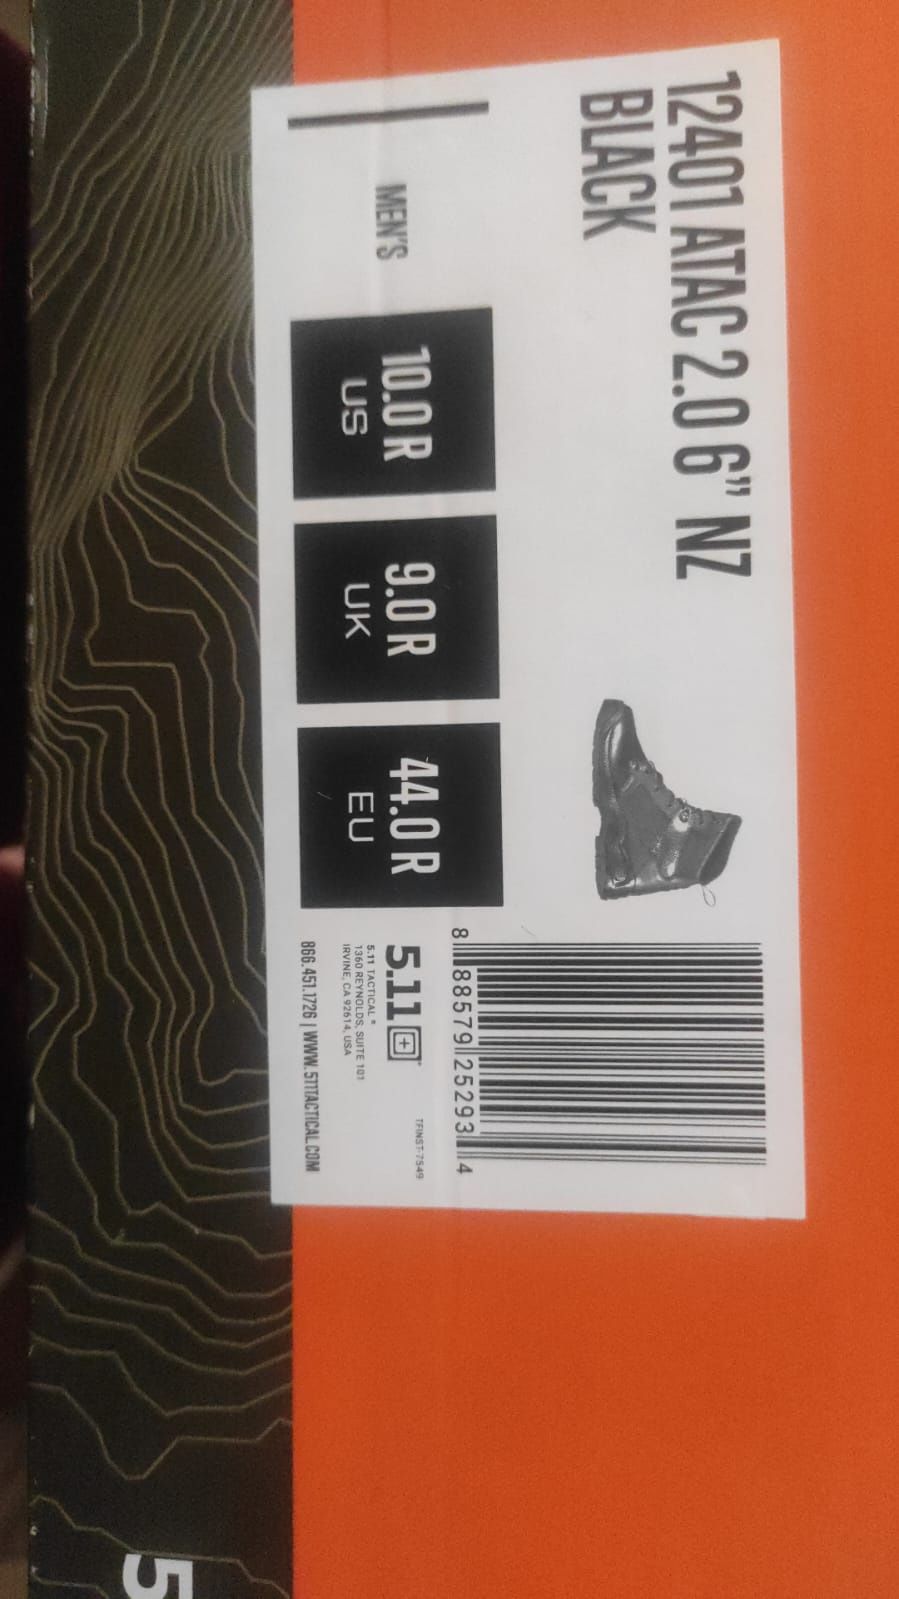 12401 ATAC 2.0 6" NZ
BLACK
MEN'S
10.0 R
US
9.0 R
UK
44.0 R
EU
8 88579 25293 4
TFINST-7549
5.11
5.11 TACTICAL ®
1360 REYNOLDS, SUITE 101
IRVINE, CA 92614, USA
866.451.1726 | WWW.511TACTICAL.COM
5